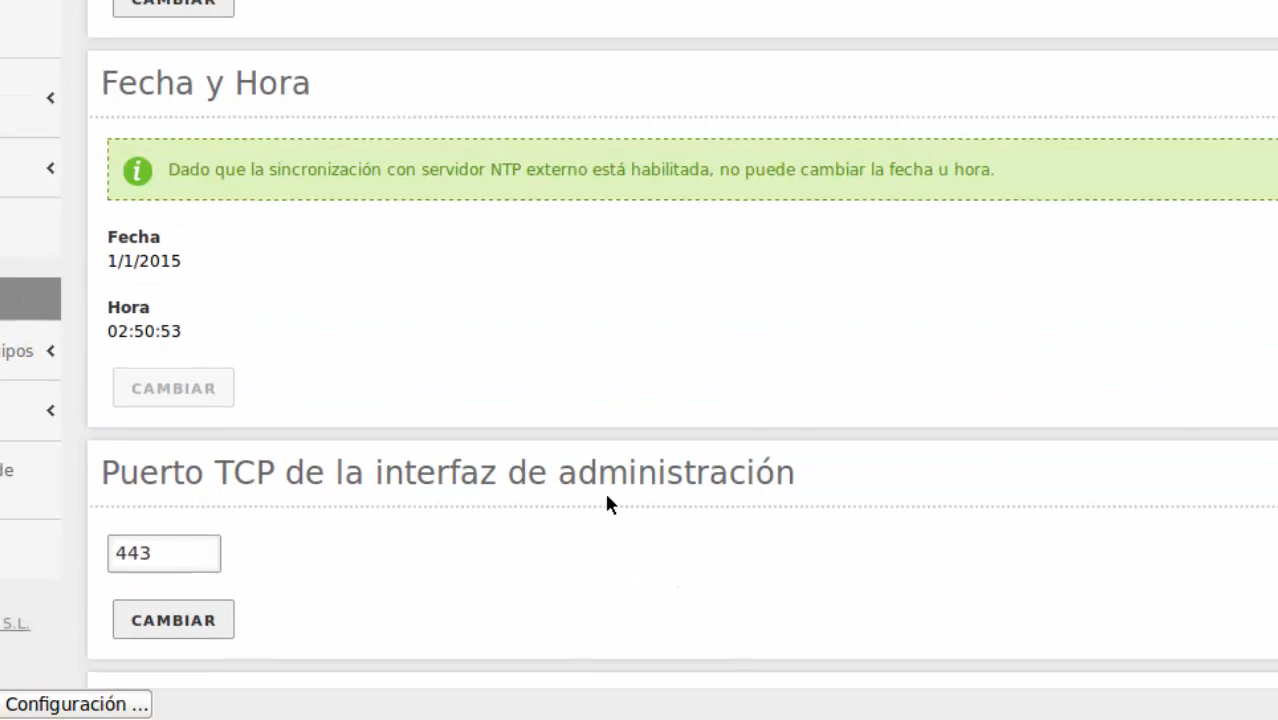 CAMBIAR
Fecha y Hora
Dado que la sincronización con servidor NTP externo está habilitada, no puede cambiar la fecha u hora.
Fecha
1/1/2015
Hora
02:50:53
ipos
CAMBIAR
Puerto TCP de la interfaz de administración
de
443
CAMBIAR
S.L.
Configuración ...